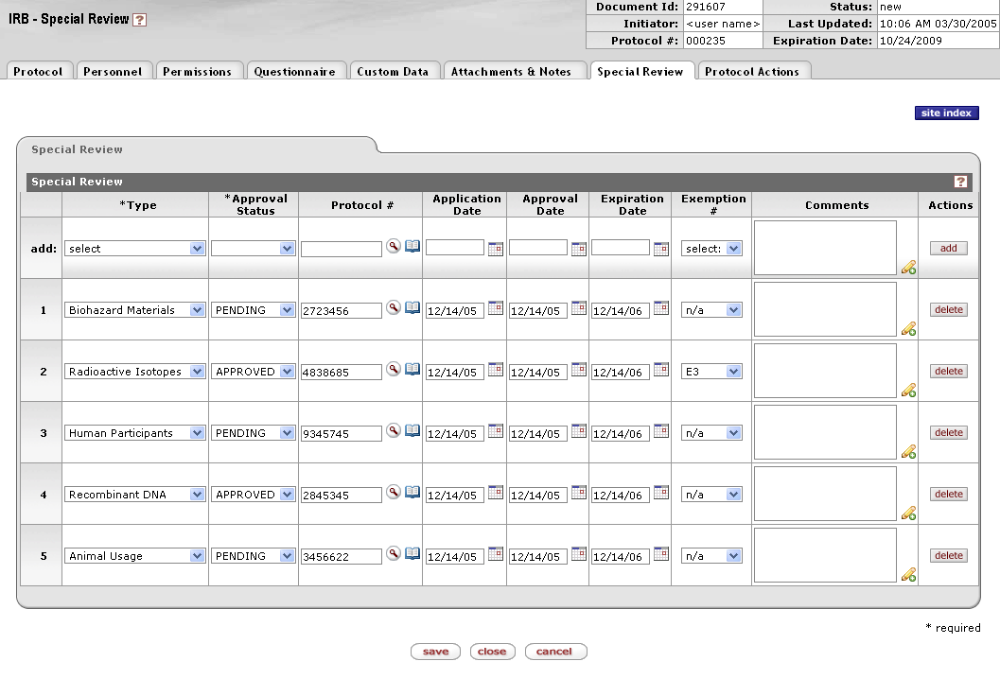 IRB - Special Review ?
Document Id: 291607 Status: new
Initiator: <user name> Last Updated: 10:06 AM 03/30/2005
Protocol #: 000235 Expiration Date: 10/24/2009
Protocol Personnel Permissions Questionnaire Custom Data Attachments & Notes Special Review Protocol Actions
site index
Special Review
Special Review ?
*Type *Approval Status Protocol # Application Date Approval Date Expiration Date Exemption # Comments Actions
add: select select: add
1 Biohazard Materials PENDING 2723456 12/14/05 12/14/05 12/14/06 n/a delete
2 Radioactive Isotopes APPROVED 4838685 12/14/05 12/14/05 12/14/06 E3 delete
3 Human Participants PENDING 9345745 12/14/05 12/14/05 12/14/06 n/a delete
4 Recombinant DNA APPROVED 2845345 12/14/05 12/14/05 12/14/06 n/a delete
5 Animal Usage PENDING 3456622 12/14/05 12/14/05 12/14/06 n/a delete
* required
save close cancel